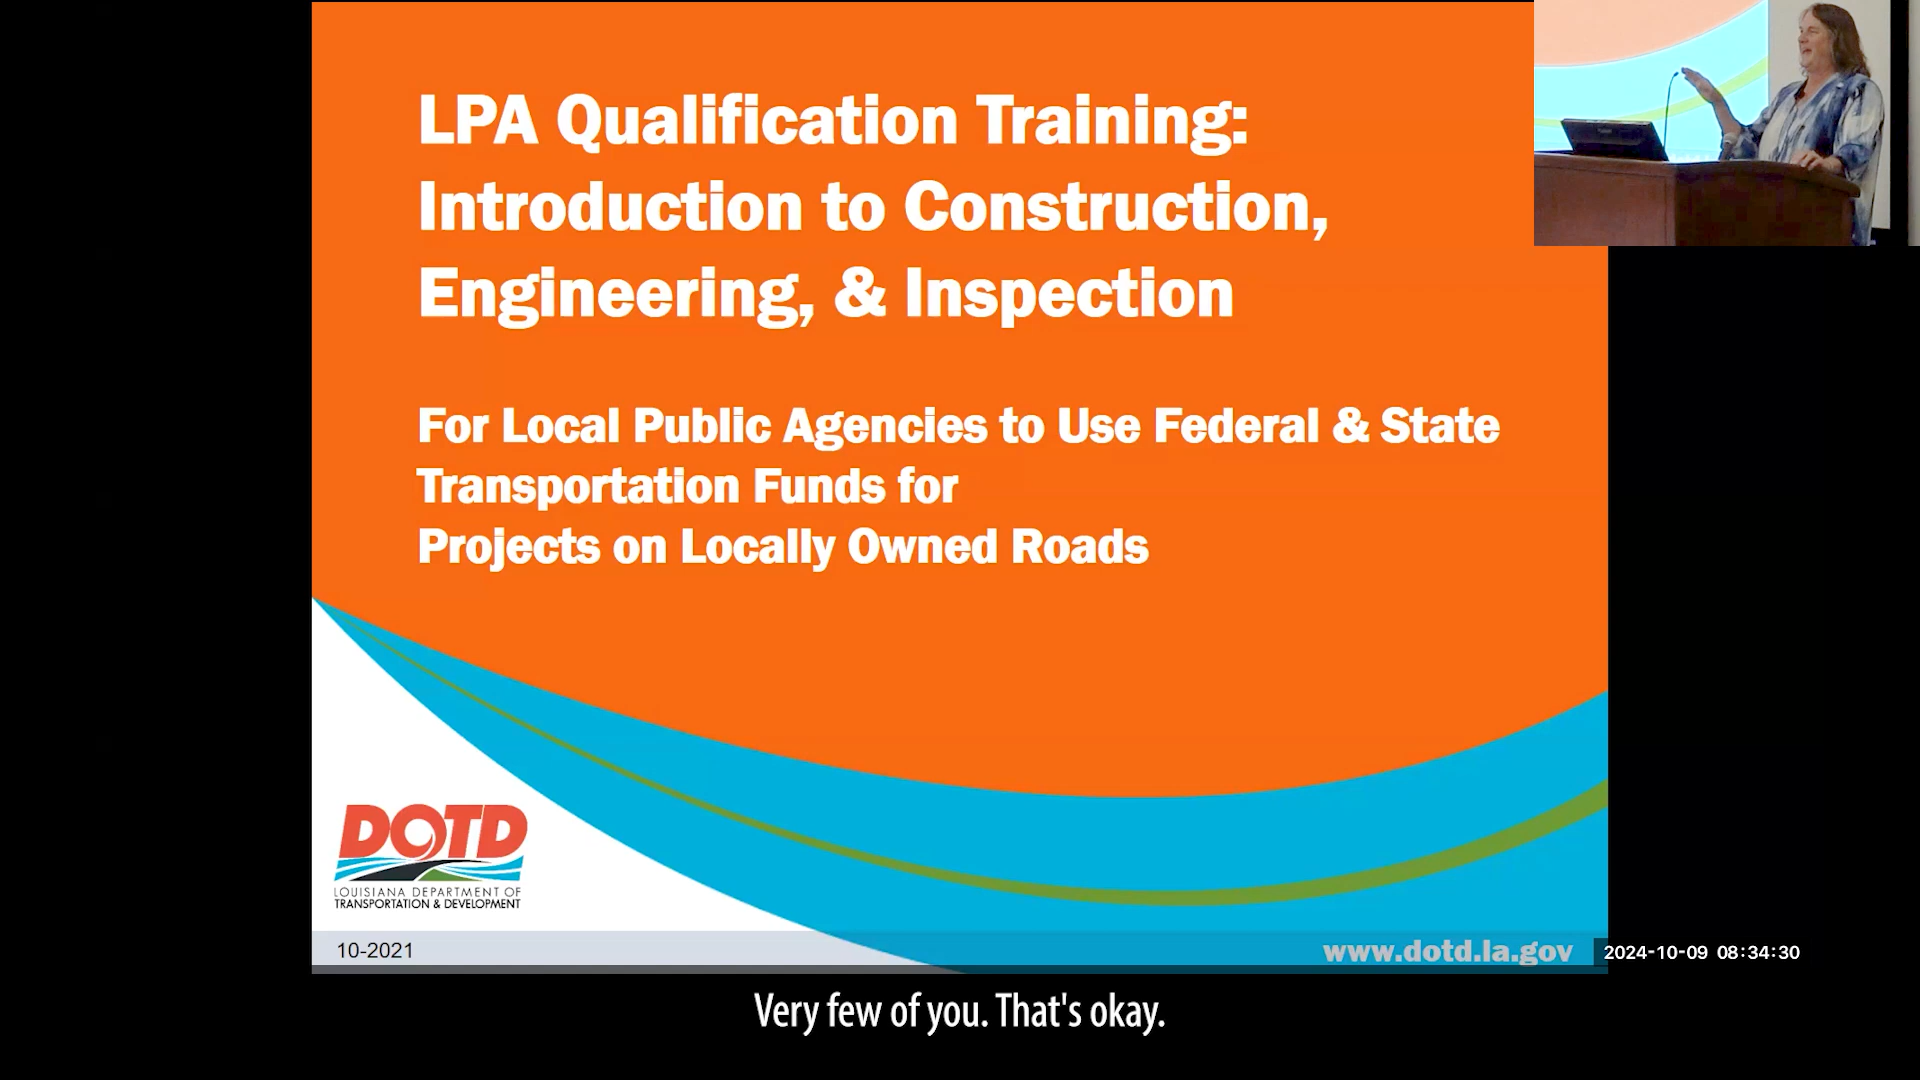 LPA Qualification Training:
Introduction to Construction,
Engineering, & Inspection
For Local Public Agencies to Use Federal & State
Transportation Funds for
Projects on Locally Owned Roads
DOTD
LOUISIANA DEPARTMENT OF
TRANSPORTATION & DEVELOPMENT
10-2021
www.dotd.la.gov
2024-10-09 08:34:30
Very few of you. That's okay.